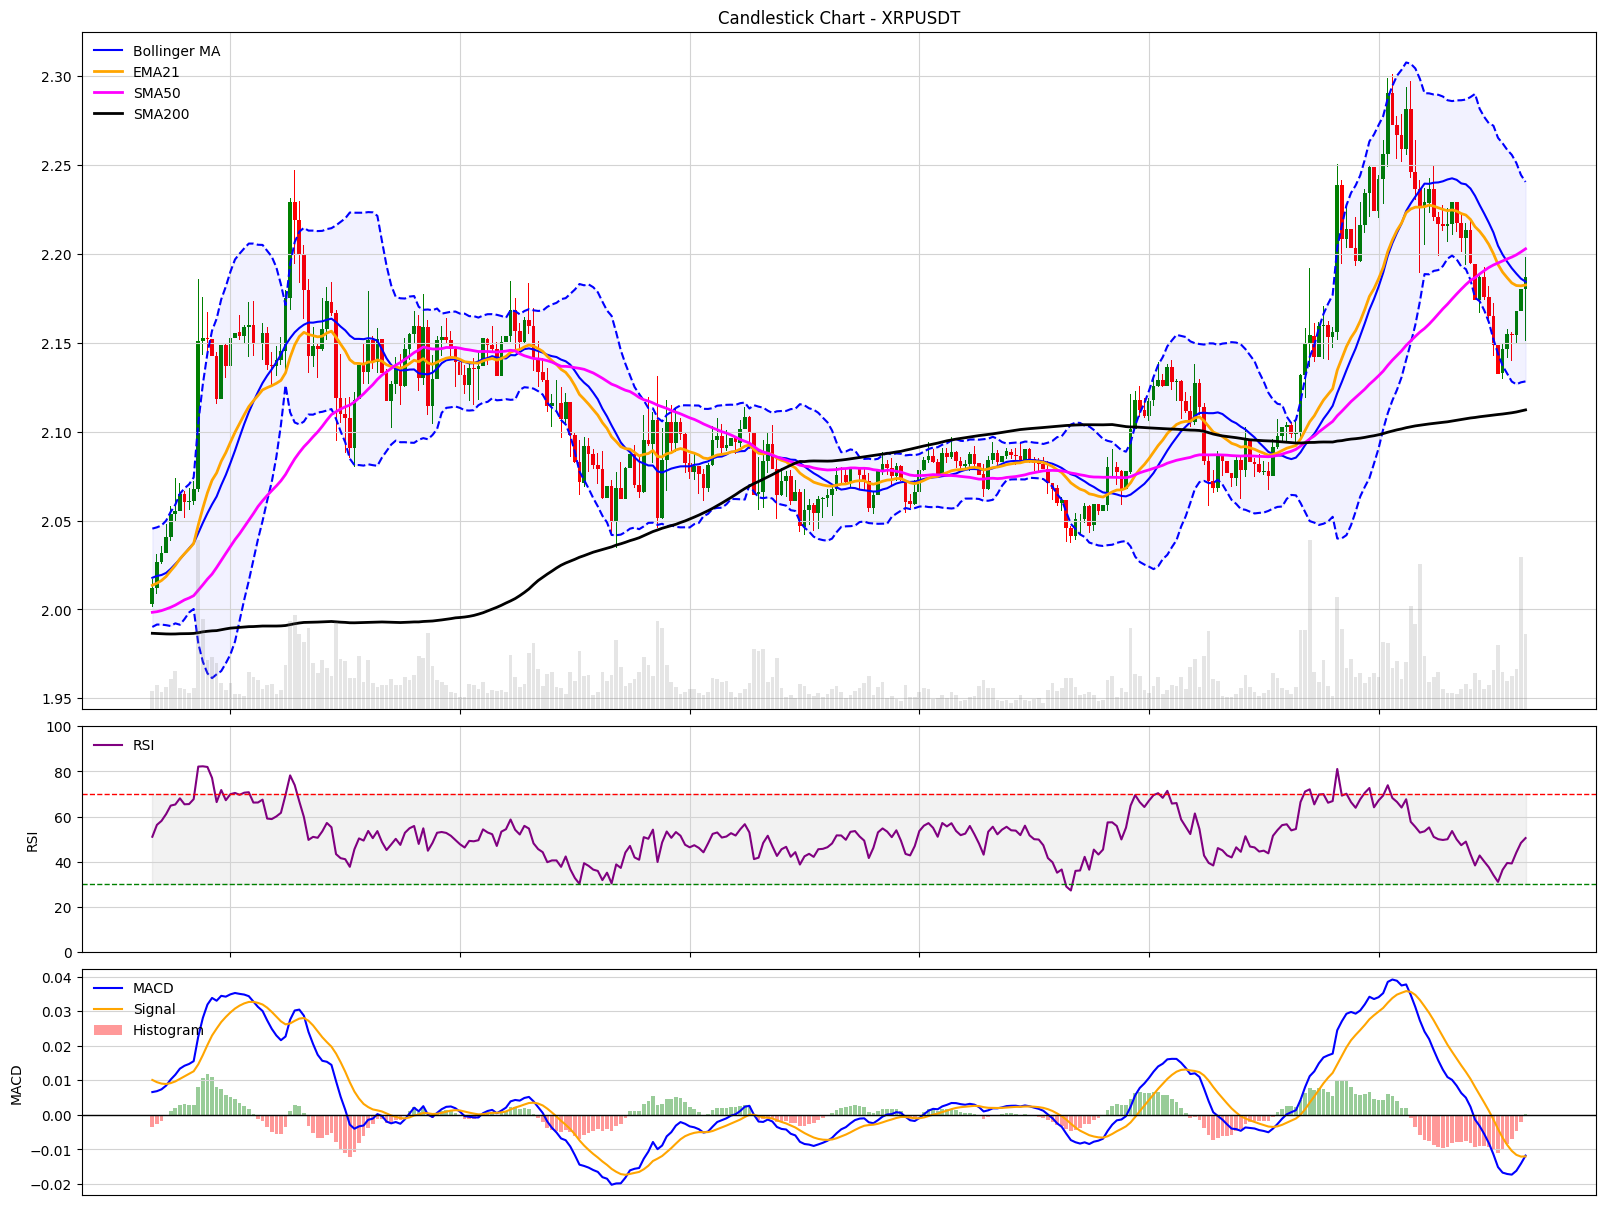 Candlestick Chart - XRPUSDT
Bollinger MA
EMA21
SMA50
SMA200
2.30
2.25
2.20
2.15
2.10
2.05
2.00
1.95
RSI
100
80
60
40
20
0
RSI
MACD
Signal
Histogram
0.04
0.03
0.02
0.01
0.00
−0.01
−0.02
MACD